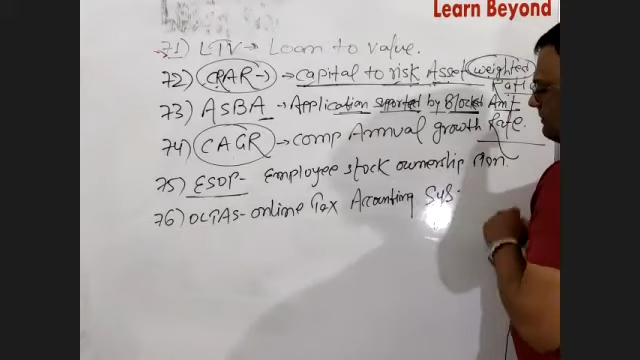 Learn Beyond
71) LTV → Loan to value.
72) CRAR → capital to risk Asset weighted Ratio
73) ASBA - Application supported by Blocked Amt
74) CAGR → comp Annual growth Rate.
75) ESOP - Employee stock ownership Plan.
76) OLTAS - online Tax Accounting Sys.